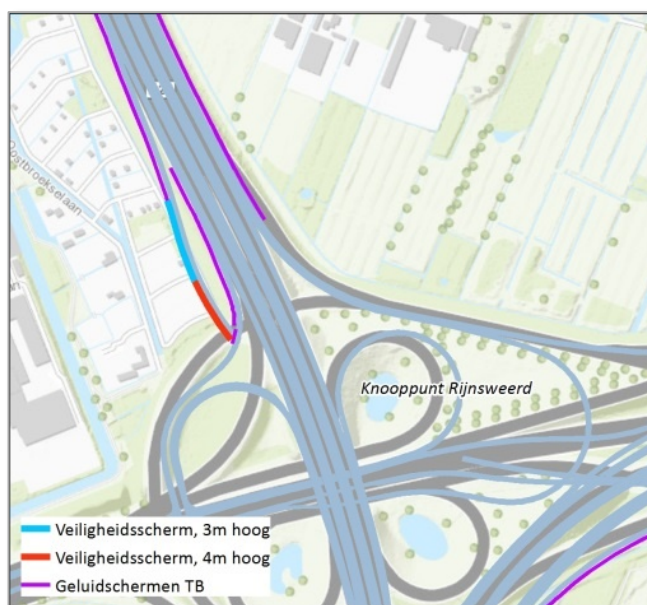 Oostbroekselaan
Knooppunt Rijnsweerd
Veiligheidsscherm, 3m hoog
Veiligheidsscherm, 4m hoog
Geluidschermen TB